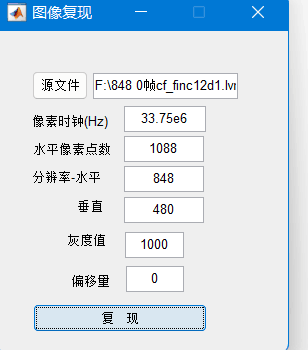 图像复现
源文件 F:\848 0帧cf_finc12d1.lvm
像素时钟(Hz) 33.75e6
水平像素点数 1088
分辨率-水平 848
垂直 480
灰度值 1000
偏移量 0
复 现